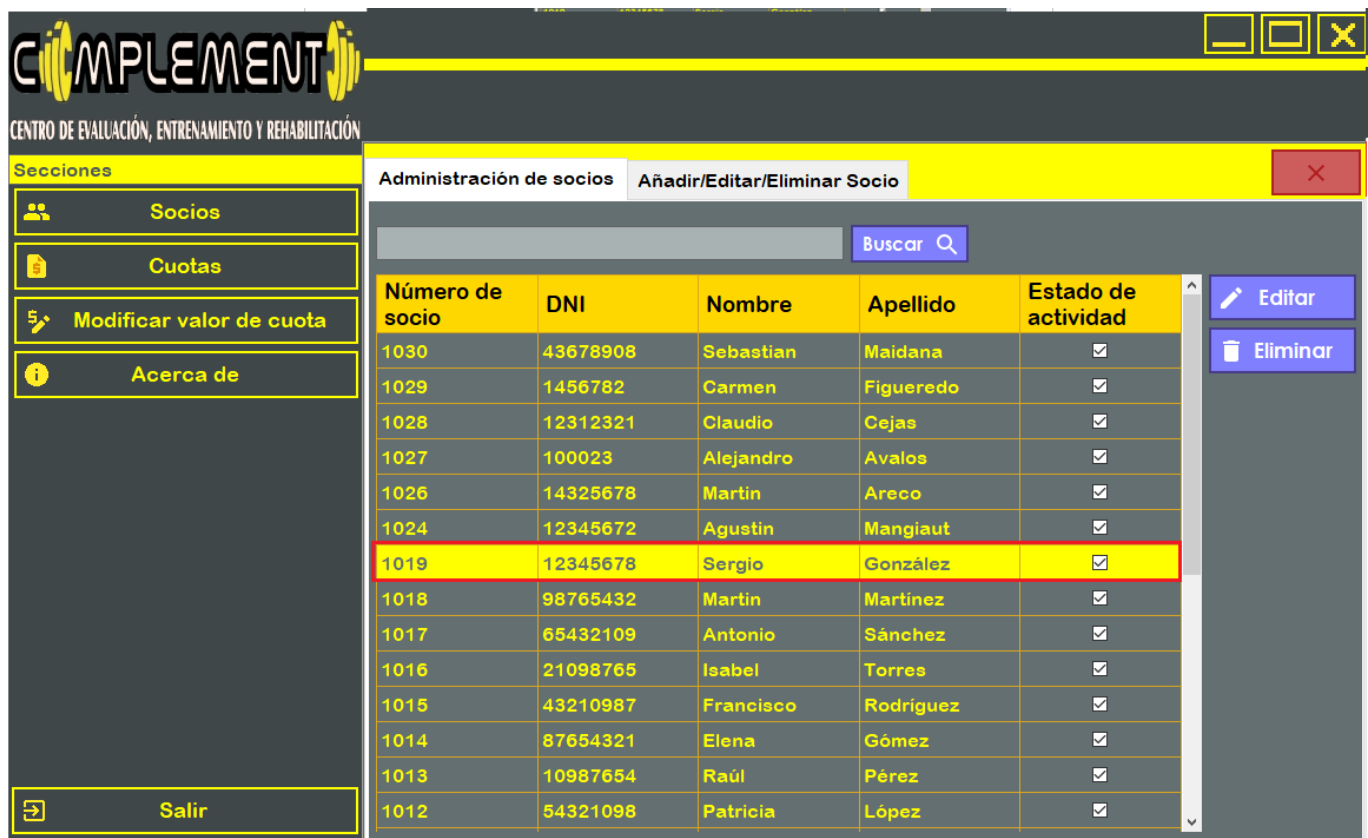 COMPLEMENTO
CENTRO DE EVALUACIÓN, ENTRENAMIENTO Y REHABILITACIÓN
Secciones
Socios
Cuotas
Modificar valor de cuota
Acerca de
Salir
Administración de socios Añadir/Editar/Eliminar Socio
Buscar
Número de socio DNI Nombre Apellido Estado de actividad
1030 43678908 Sebastian Maidana
1029 1456782 Carmen Figueredo
1028 12312321 Claudio Cejas
1027 100023 Alejandro Avalos
1026 14325678 Martin Areco
1024 12345672 Agustin Mangiaut
1019 12345678 Sergio González
1018 98765432 Martin Martínez
1017 65432109 Antonio Sánchez
1016 21098765 Isabel Torres
1015 43210987 Francisco Rodríguez
1014 87654321 Elena Gómez
1013 10987654 Raúl Pérez
1012 54321098 Patricia López
Editar
Eliminar